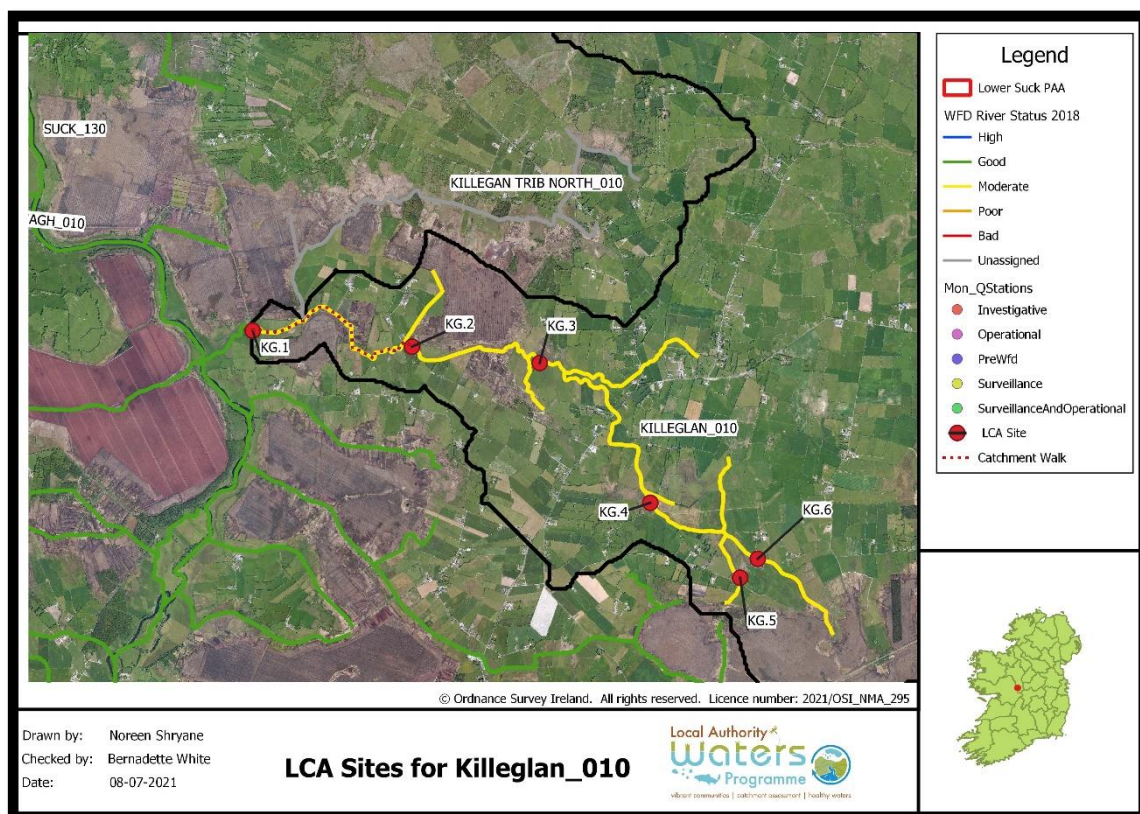 SUCK_130
KILLEGAN TRIB NORTH_010
AGH_010
KG.1
KG.2
KG.3
KILLEGLAN_010
KG.4
KG.6
KG.5
© Ordnance Survey Ireland. All rights reserved. Licence number: 2021/OSI_NMA_295
Legend
Lower Suck PAA
WFD River Status 2018
High
Good
Moderate
Poor
Bad
Unassigned
Mon_QStations
Investigative
Operational
PreWfd
Surveillance
SurveillanceAndOperational
LCA Site
Catchment Walk
Drawn by: Noreen Shryane
Checked by: Bernadette White
Date: 08-07-2021
LCA Sites for Killeglan_010
Local Authority
Waters
Programme
vibrant communities | catchment assessment | healthy waters